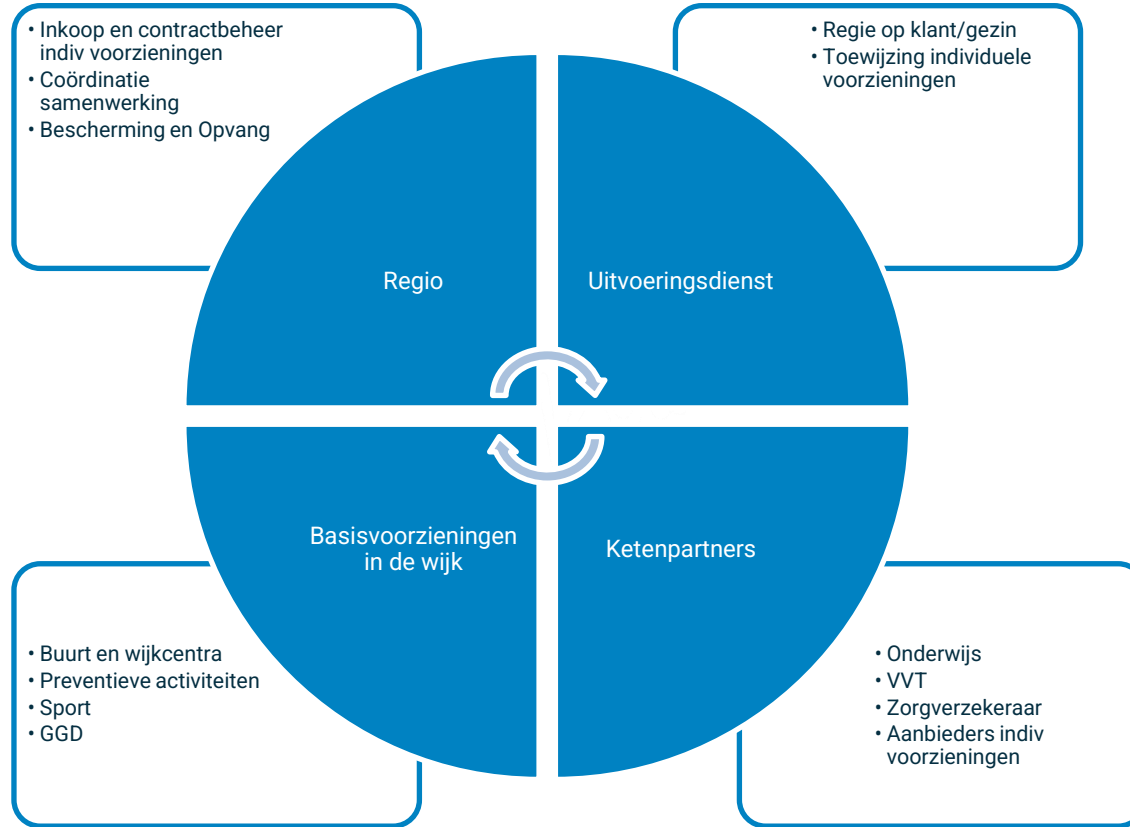 • Inkoop en contractbeheer
indiv voorzieningen
• Coördinatie
samenwerking
• Bescherming en Opvang
• Regie op klant/gezin
• Toewijzing individuele
voorzieningen
Regio
Uitvoeringsdienst
Basisvoorzieningen
in de wijk
Ketenpartners
• Buurt en wijkcentra
• Preventieve activiteiten
• Sport
• GGD
• Onderwijs
• VVT
• Zorgverzekeraar
• Aanbieders indiv
voorzieningen